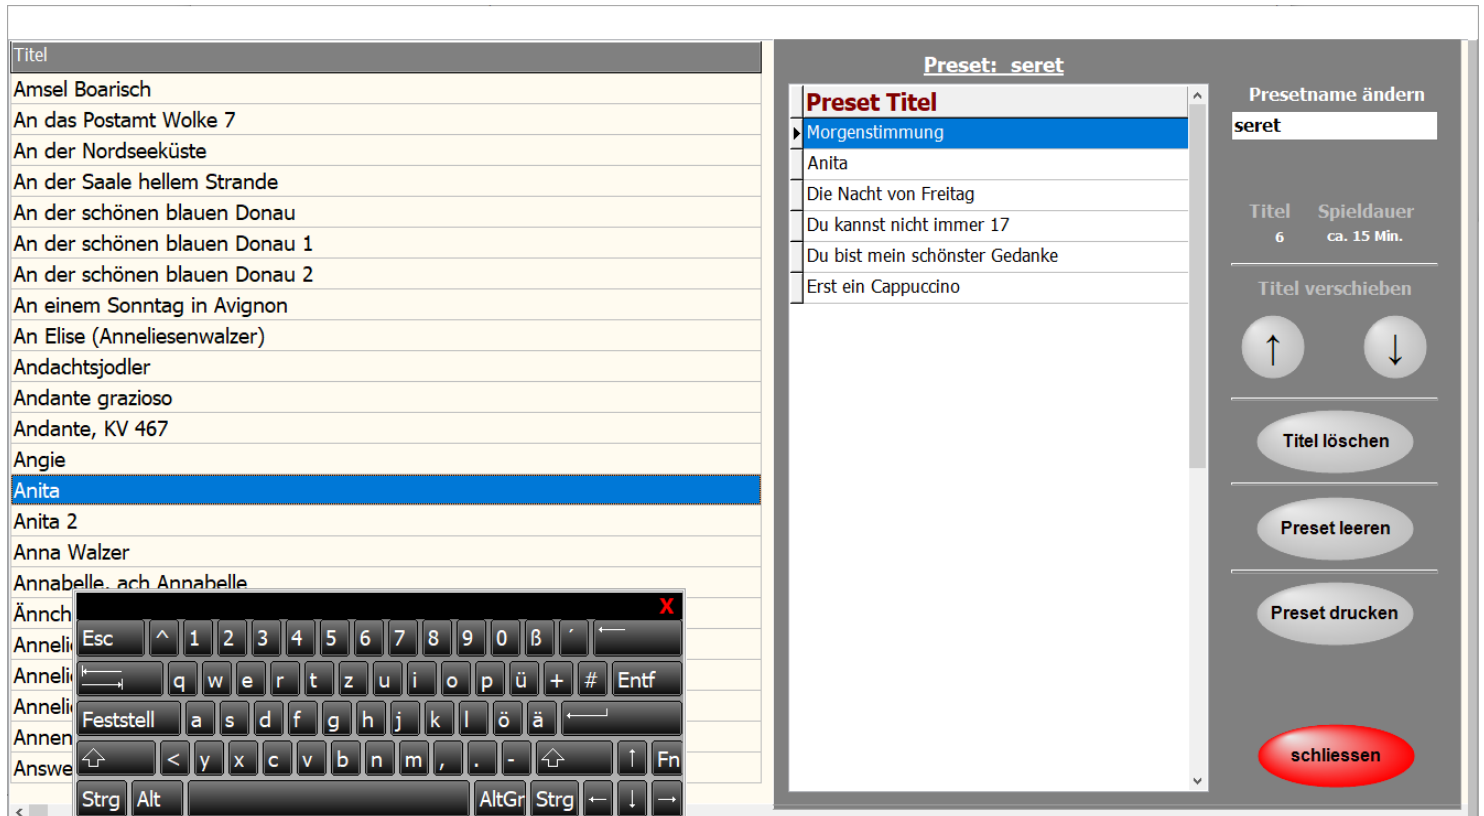 Titel
Amsel Boarisch
An das Postamt Wolke 7
An der Nordseeküste
An der Saale hellem Strande
An der schönen blauen Donau
An der schönen blauen Donau 1
An der schönen blauen Donau 2
An einem Sonntag in Avignon
An Elise (Anneliesenwalzer)
Andachtsjodler
Andante grazioso
Andante, KV 467
Angie
Anita
Anita 2
Anna Walzer
Annabelle, ach Annabelle
Ännch
Anneli
Anneli
Anneli
Annen
Answe
X
Esc ^ 1 2 3 4 5 6 7 8 9 0 ß ´
q w e r t z u i o p ü + # Entf
Feststell a s d f g h j k l ö ä
< y x c v b n m , . - ↑ Fn
Strg Alt AltGr Strg ← ↓ →
Preset: seret
Preset Titel
Morgenstimmung
Anita
Die Nacht von Freitag
Du kannst nicht immer 17
Du bist mein schönster Gedanke
Erst ein Cappuccino
Presetname ändern
seret
Titel Spieldauer
6 ca. 15 Min.
Titel verschieben
↑ ↓
Titel löschen
Preset leeren
Preset drucken
schliessen